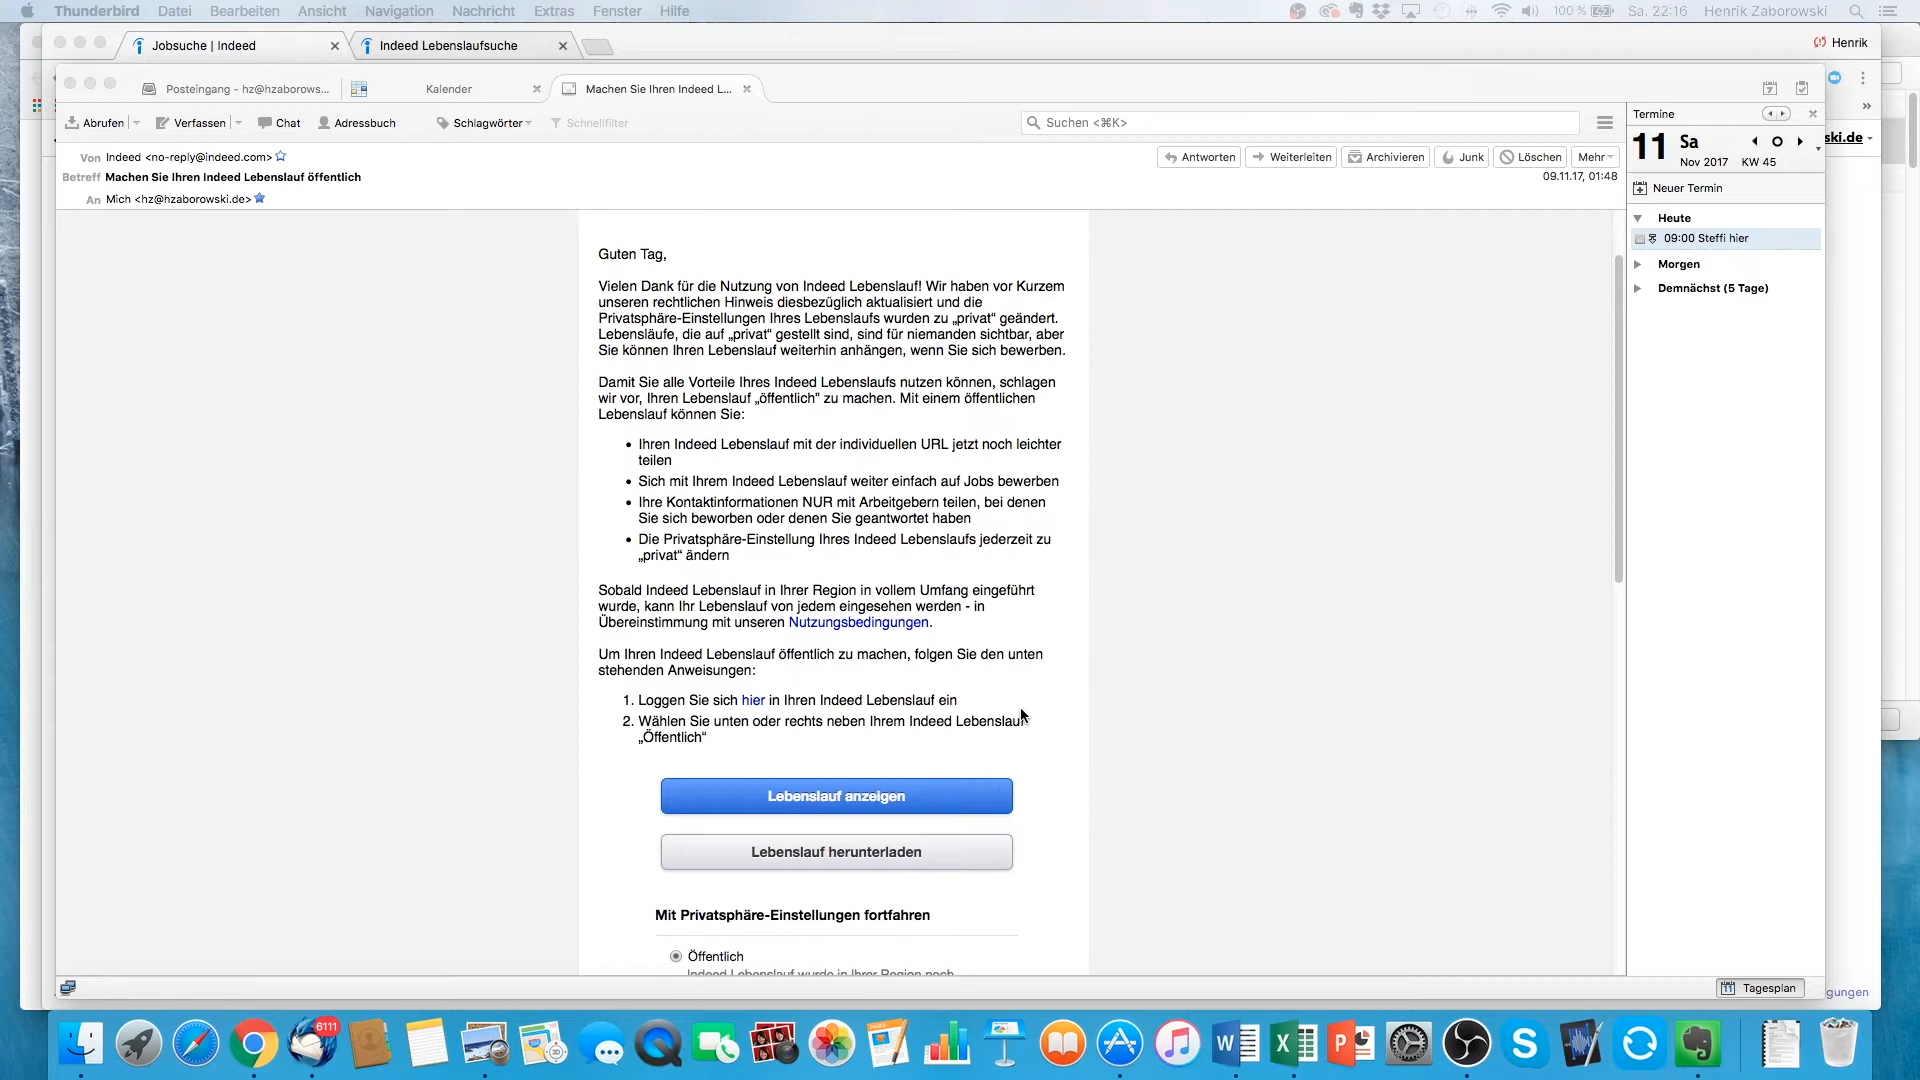 Thunderbird Datei Bearbeiten Ansicht Navigation Nachricht Extras Fenster Hilfe
100 % Sa. 22:16 Henrik Zaborowski
Jobsuche | Indeed
Indeed Lebenslaufsuche
Henrik
Posteingang - hz@hzaborows...
Kalender
Machen Sie Ihren Indeed L...
Abrufen Verfassen Chat Adressbuch Schlagwörter Schnellfilter
Suchen <⌘K>
Von Indeed <no-reply@indeed.com>
Antworten Weiterleiten Archivieren Junk Löschen Mehr
Betreff Machen Sie Ihren Indeed Lebenslauf öffentlich
09.11.17, 01:48
An Mich <hz@hzaborowski.de>
Guten Tag,
Vielen Dank für die Nutzung von Indeed Lebenslauf! Wir haben vor Kurzem
unseren rechtlichen Hinweis diesbezüglich aktualisiert und die
Privatsphäre-Einstellungen Ihres Lebenslaufs wurden zu „privat“ geändert.
Lebensläufe, die auf „privat“ gestellt sind, sind für niemanden sichtbar, aber
Sie können Ihren Lebenslauf weiterhin anhängen, wenn Sie sich bewerben.
Damit Sie alle Vorteile Ihres Indeed Lebenslaufs nutzen können, schlagen
wir vor, Ihren Lebenslauf „öffentlich” zu machen. Mit einem öffentlichen
Lebenslauf können Sie:
• Ihren Indeed Lebenslauf mit der individuellen URL jetzt noch leichter
teilen
• Sich mit Ihrem Indeed Lebenslauf weiter einfach auf Jobs bewerben
• Ihre Kontaktinformationen NUR mit Arbeitgebern teilen, bei denen
Sie sich beworben oder denen Sie geantwortet haben
• Die Privatsphäre-Einstellung Ihres Indeed Lebenslaufs jederzeit zu
„privat“ ändern
Sobald Indeed Lebenslauf in Ihrer Region in vollem Umfang eingeführt
wurde, kann Ihr Lebenslauf von jedem eingesehen werden - in
Übereinstimmung mit unseren Nutzungsbedingungen.
Um Ihren Indeed Lebenslauf öffentlich zu machen, folgen Sie den unten
stehenden Anweisungen:
1. Loggen Sie sich hier in Ihren Indeed Lebenslauf ein
2. Wählen Sie unten oder rechts neben Ihrem Indeed Lebenslauf
„Öffentlich“
Lebenslauf anzeigen
Lebenslauf herunterladen
Mit Privatsphäre-Einstellungen fortfahren
Öffentlich
Indeed Lebenslauf wurde in Ihrer Region noch
Termine
11 Sa
Nov 2017 KW 45
Neuer Termin
Heute
09:00 Steffi hier
Morgen
Demnächst (5 Tage)
11 Tagesplan
ski.de
gungen
6111